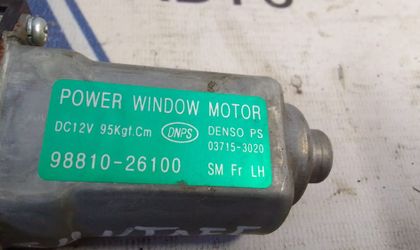 POWER WINDOW MOTOR
DC12V 95Kgf.Cm DNPS DENSO PS
03715-3020
98810-26100 SM Fr LH